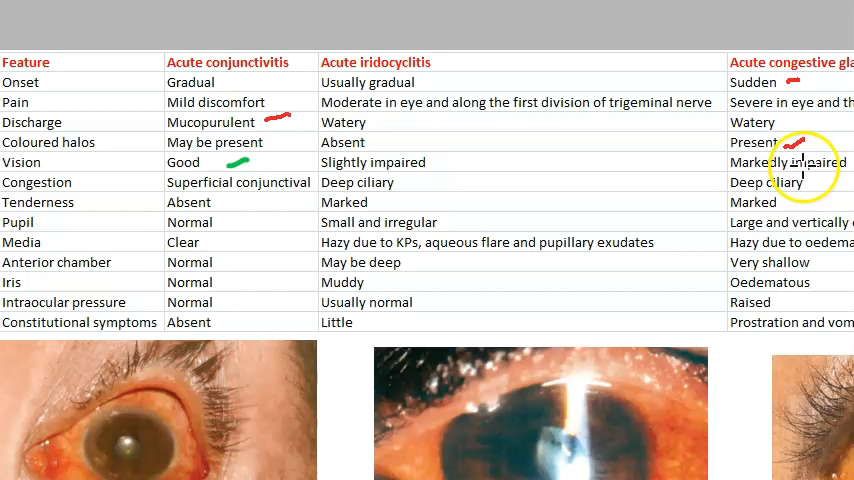 Feature Acute conjunctivitis Acute iridocyclitis Acute congestive
Onset Gradual Usually gradual Sudden
Pain Mild discomfort Moderate in eye and along the first division of trigeminal nerve Severe in eye and
Discharge Mucopurulent Watery Watery
Coloured halos May be present Absent Present
Vision Good Slightly impaired Markedly impaired
Congestion Superficial conjunctival Deep ciliary Deep ciliary
Tenderness Absent Marked Marked
Pupil Normal Small and irregular Large and vertically
Media Clear Hazy due to KPs, aqueous flare and pupillary exudates Hazy due to
Anterior chamber Normal May be deep Very shallow
Iris Normal Muddy Oedematous
Intraocular pressure Normal Usually normal Raised
Constitutional symptoms Absent Little Prostration and